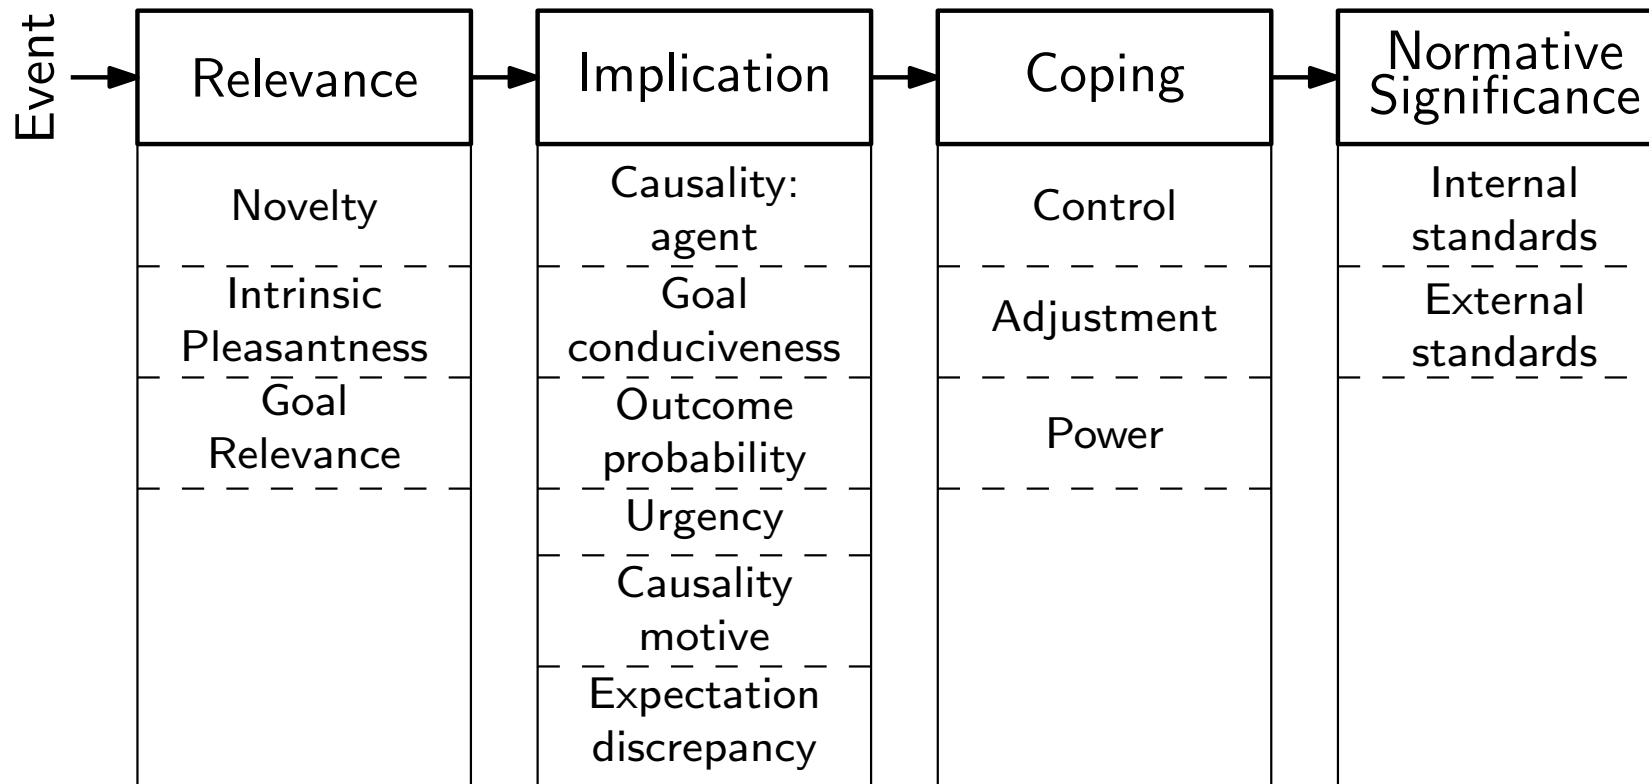 Event
Relevance
Implication
Coping
Normative
Significance
Novelty
Intrinsic
Pleasantness
Goal
Relevance
Causality:
agent
Goal
conduciveness
Outcome
probability
Urgency
Causality
motive
Expectation
discrepancy
Control
Adjustment
Power
Internal
standards
External
standards